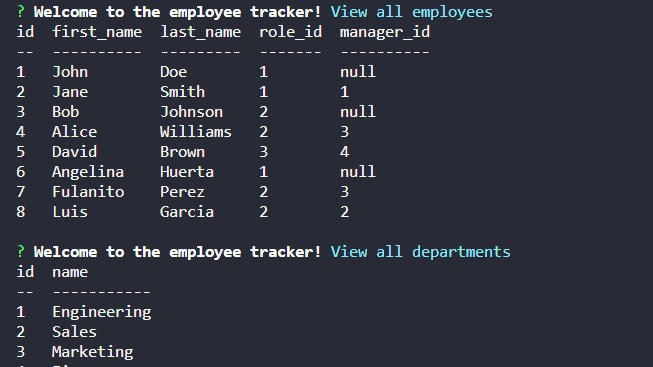 ? Welcome to the employee tracker! View all employees
id  first_name  last_name  role_id  manager_id
--  ----------  ---------  -------  ----------
1   John        Doe        1        null
2   Jane        Smith      1        1
3   Bob         Johnson    2        null
4   Alice       Williams   2        3
5   David       Brown      3        4
6   Angelina    Huerta     1        null
7   Fulanito    Perez      2        3
8   Luis        Garcia     2        2
? Welcome to the employee tracker! View all departments
id  name
--  -----------
1   Engineering
2   Sales
3   Marketing